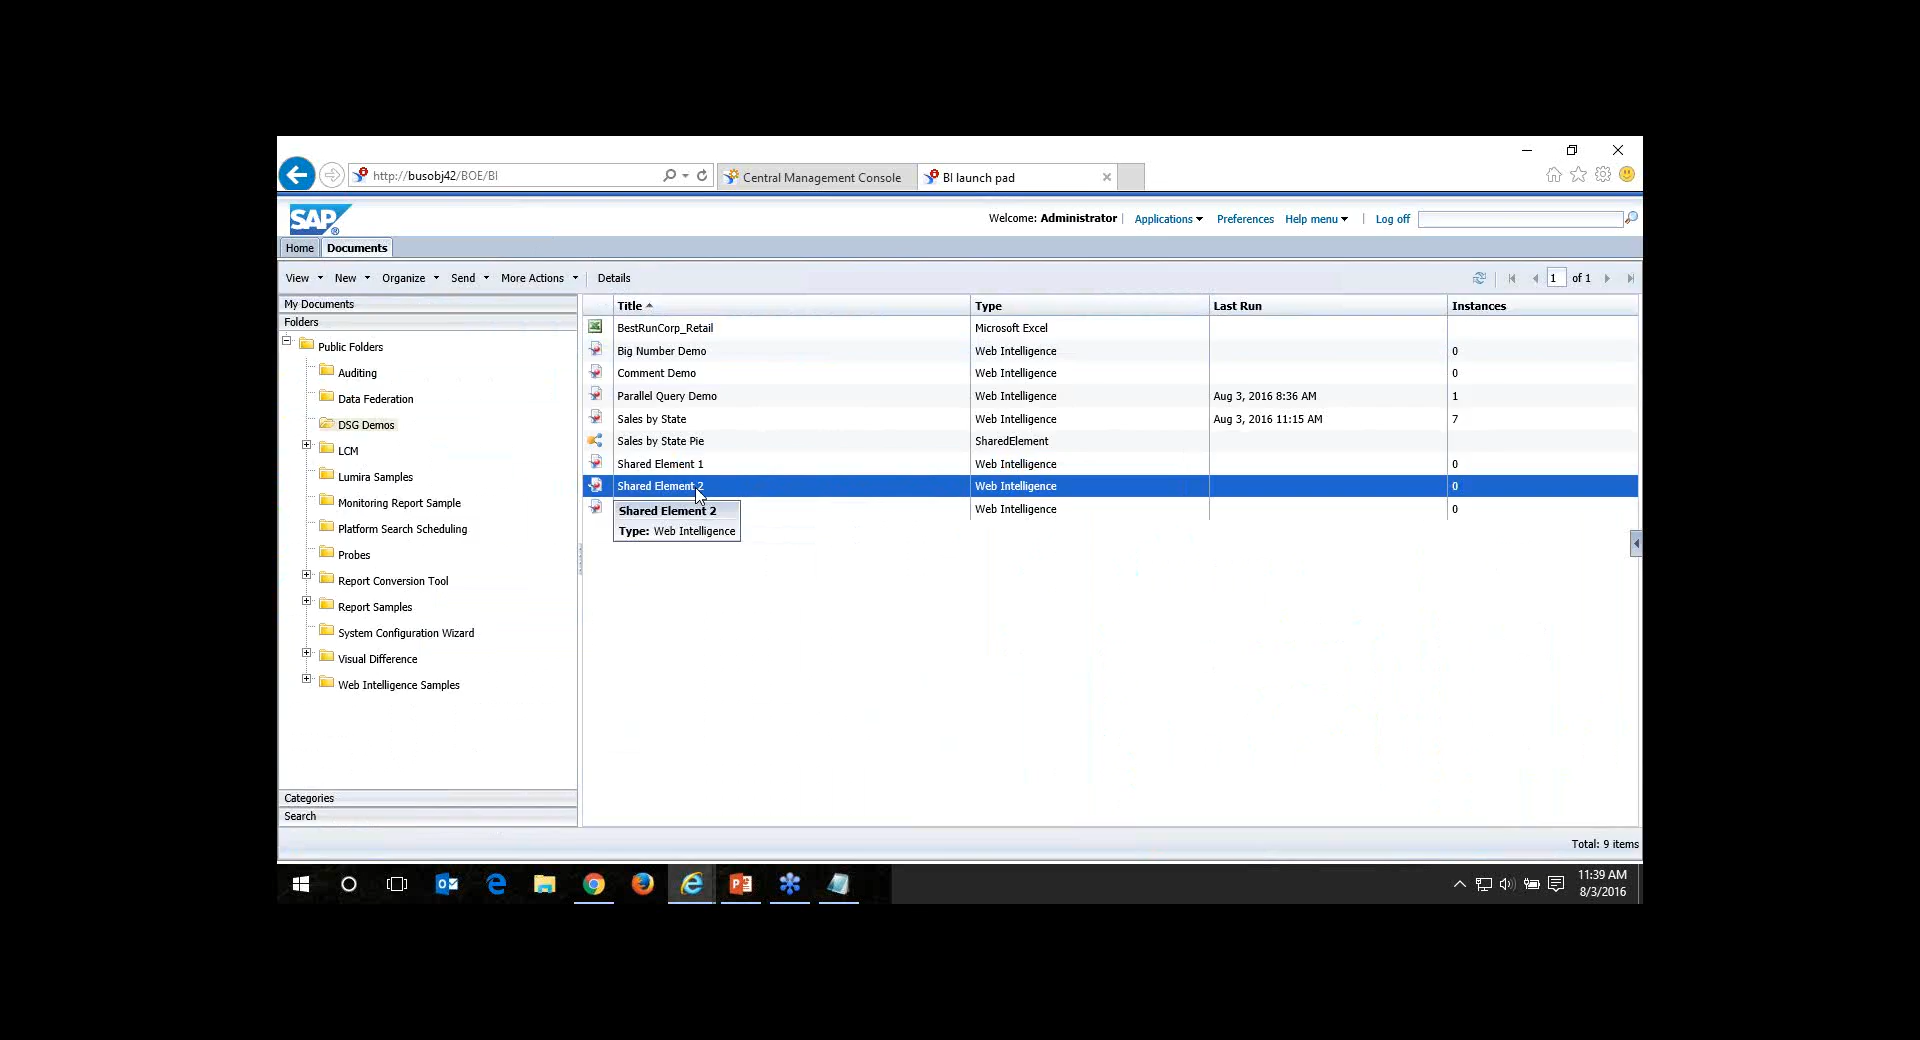 http://busobj42/BOE/BI
Central Management Console
BI launch pad
SAP
Welcome: Administrator
Applications
Preferences
Help menu
Log off
Home
Documents
View
New
Organize
Send
More Actions
Details
1 of 1
My Documents
Folders
Public Folders
Auditing
Data Federation
DSG Demos
LCM
Lumira Samples
Monitoring Report Sample
Platform Search Scheduling
Probes
Report Conversion Tool
Report Samples
System Configuration Wizard
Visual Difference
Web Intelligence Samples
Categories
Search
Title Type Last Run Instances
BestRunCorp_Retail Microsoft Excel
Big Number Demo Web Intelligence 0
Comment Demo Web Intelligence 0
Parallel Query Demo Web Intelligence Aug 3, 2016 8:36 AM 1
Sales by State Web Intelligence Aug 3, 2016 11:15 AM 7
Sales by State Pie SharedElement
Shared Element 1 Web Intelligence 0
Shared Element 2 Web Intelligence 0
Web Intelligence 0
Shared Element 2
Type: Web Intelligence
Total: 9 items
11:39 AM
8/3/2016